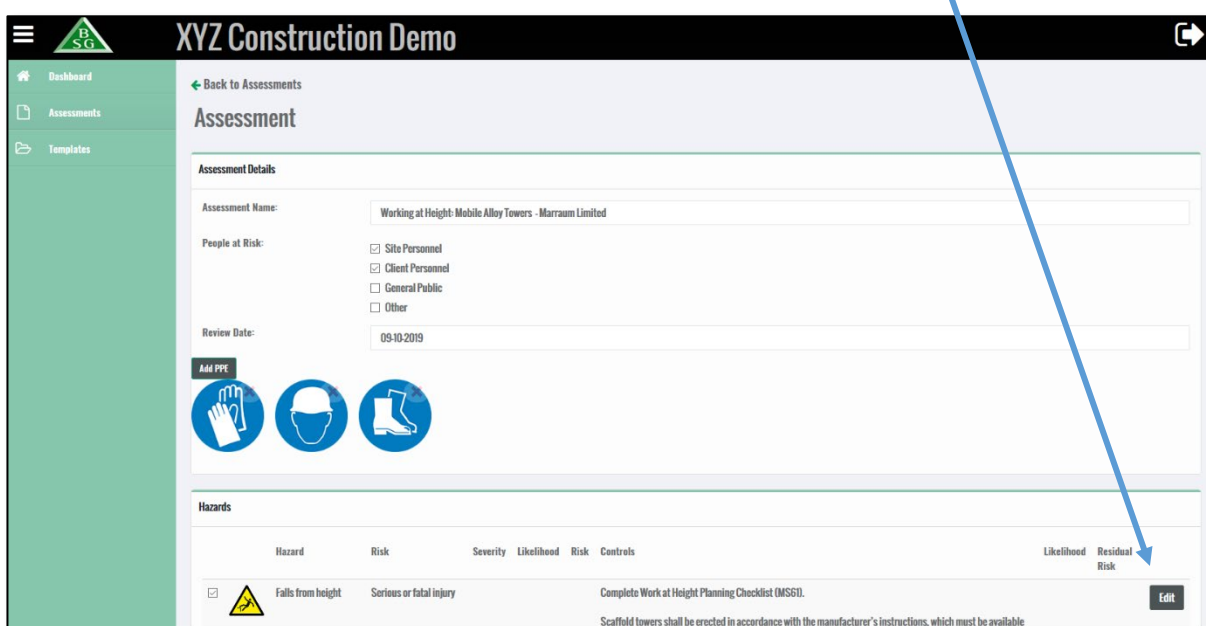 B
SG
XYZ Construction Demo
Dashboard
Assessments
Templates
Back to Assessments
Assessment
Assessment Details
Assessment Name:
Working at Height: Mobile Alloy Towers - Marraum Limited
People at Risk:
Site Personnel
Client Personnel
General Public
Other
Review Date:
09-10-2019
Add PPE
Hazards
Hazard Risk Severity Likelihood Risk Controls Likelihood Residual
Risk
Falls from height Serious or fatal injury Complete Work at Height Planning Checklist (MS61). Edit
Scaffold towers shall be erected in accordance with the manufacturer's instructions, which must be available